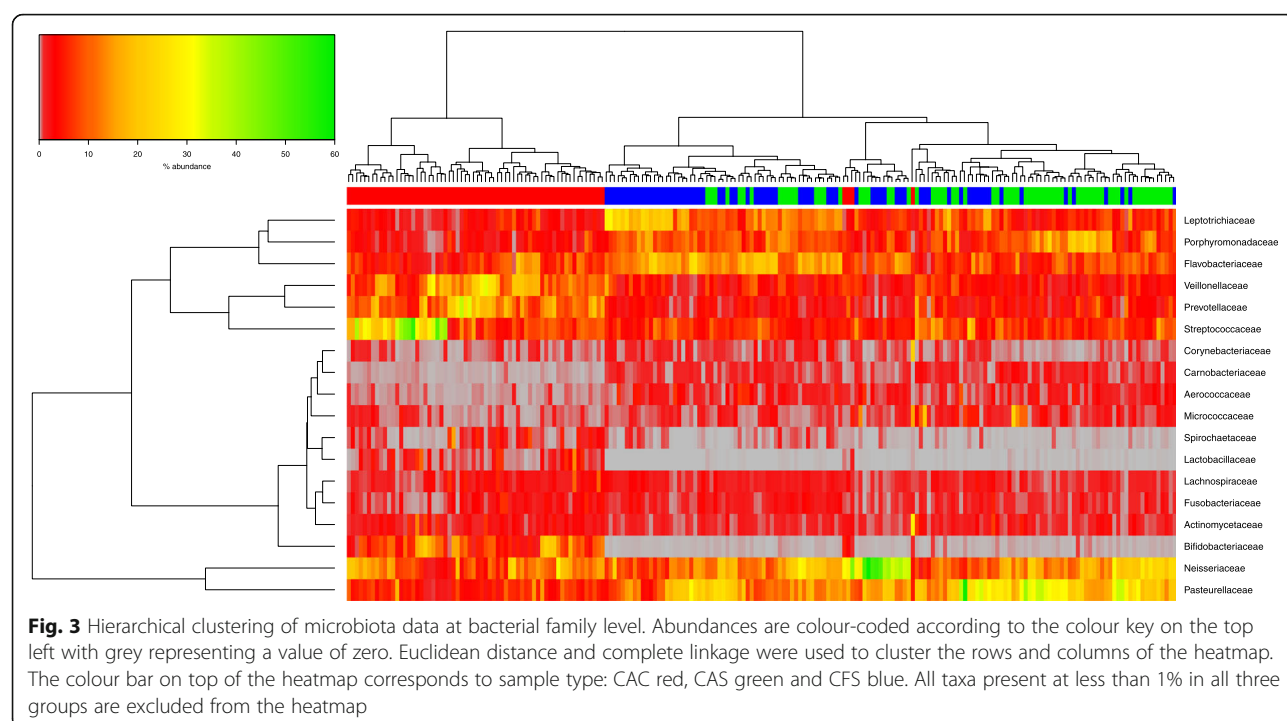 0 10 20 30 40 50 60
% abundance
Leptotrichiaceae
Porphyromonadaceae
Flavobacteriaceae
Veillonellaceae
Prevotellaceae
Streptococcaceae
Corynebacteriaceae
Carnobacteriaceae
Aerococcaceae
Micrococcaceae
Spirochaetaceae
Lactobacillaceae
Lachnospiraceae
Fusobacteriaceae
Actinomycetaceae
Bifidobacteriaceae
Neisseriaceae
Pasteurellaceae
Fig. 3 Hierarchical clustering of microbiota data at bacterial family level. Abundances are colour-coded according to the colour key on the top
left with grey representing a value of zero. Euclidean distance and complete linkage were used to cluster the rows and columns of the heatmap.
The colour bar on top of the heatmap corresponds to sample type: CAC red, CAS green and CFS blue. All taxa present at less than 1% in all three
groups are excluded from the heatmap